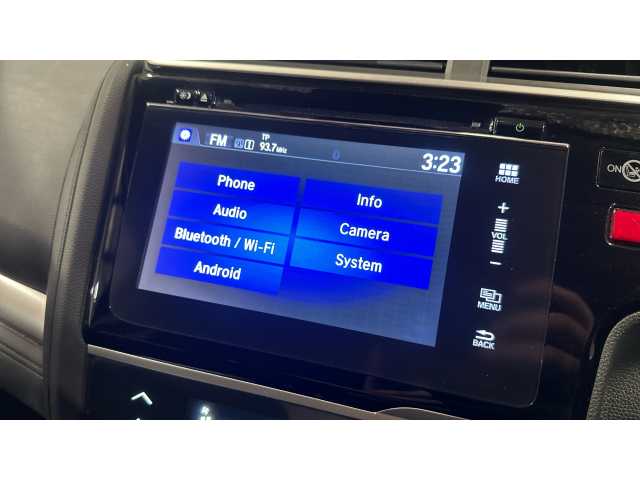 FM TP
93.7MHz
3:23
Phone
Info
Audio
Camera
Bluetooth / Wi-Fi
System
Android
HOME
+
VOL
-
MENU
BACK
ON